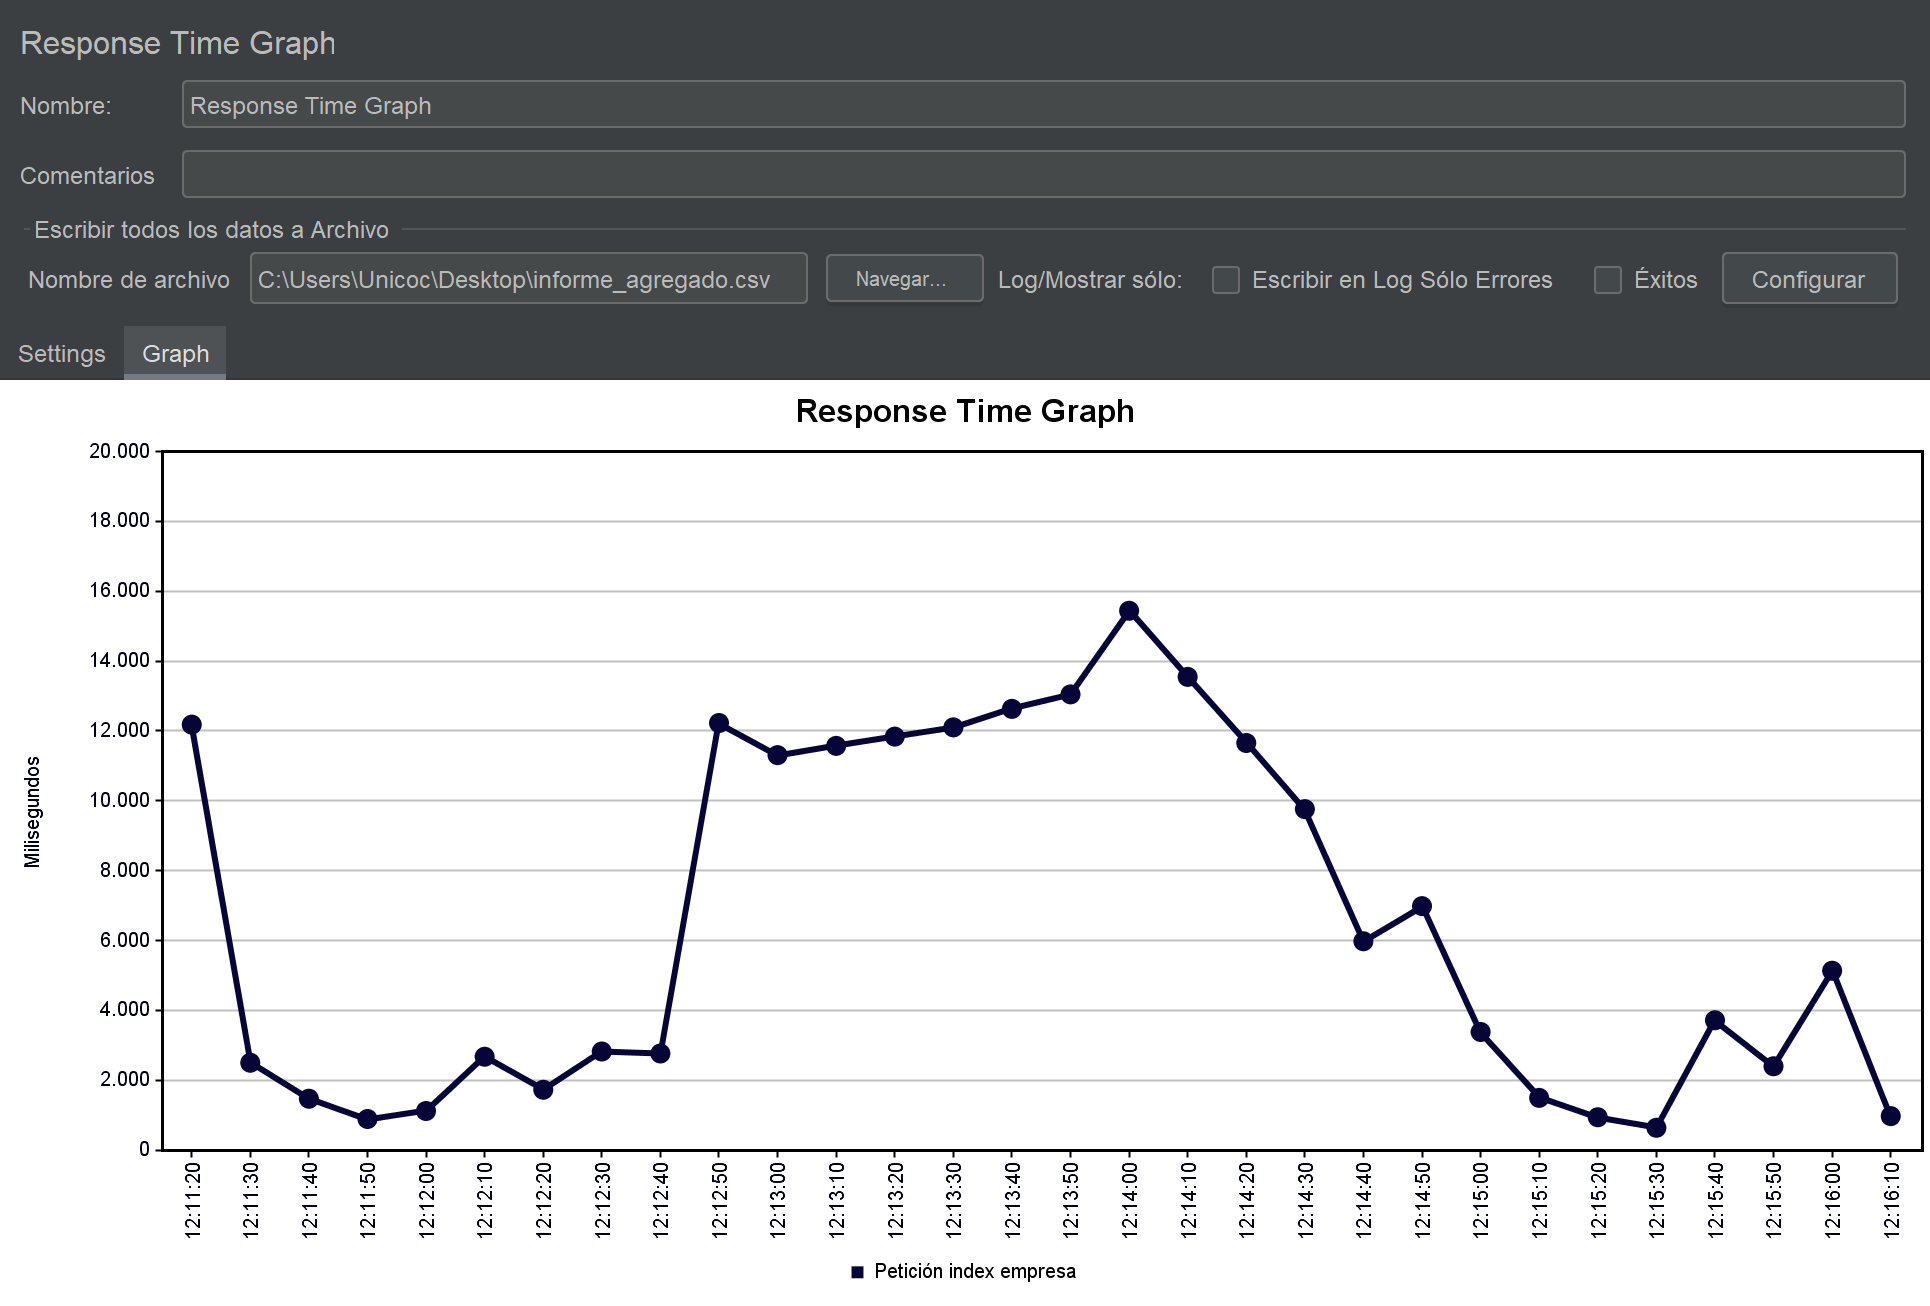 Response Time Graph
Nombre: Response Time Graph
Comentarios
Escribir todos los datos a Archivo
Nombre de archivo C:\Users\Unicoc\Desktop\informe_agregado.csv Navegar... Log/Mostrar sólo: Escribir en Log Sólo Errores Éxitos Configurar
Settings Graph
Response Time Graph
20.000
18.000
16.000
14.000
12.000
10.000
8.000
6.000
4.000
2.000
0
Milisegundos
12:11:20 12:11:30 12:11:40 12:11:50 12:12:00 12:12:10 12:12:20 12:12:30 12:12:40 12:12:50 12:13:00 12:13:10 12:13:20 12:13:30 12:13:40 12:13:50 12:14:00 12:14:10 12:14:20 12:14:30 12:14:40 12:14:50 12:15:00 12:15:10 12:15:20 12:15:30 12:15:40 12:15:50 12:16:00 12:16:10
Petición index empresa